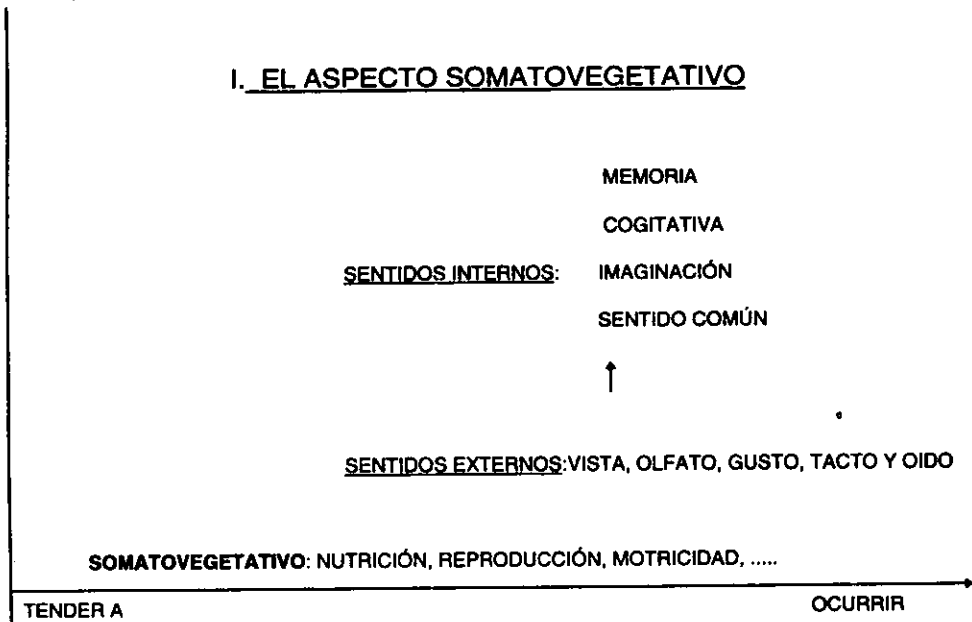 I. EL ASPECTO SOMATOVEGETATIVO
MEMORIA
COGITATIVA
SENTIDOS INTERNOS: IMAGINACIÓN
SENTIDO COMÚN
SENTIDOS EXTERNOS:VISTA, OLFATO, GUSTO, TACTO Y OIDO
SOMATOVEGETATIVO: NUTRICIÓN, REPRODUCCIÓN, MOTRICIDAD, .....
TENDER A OCURRIR